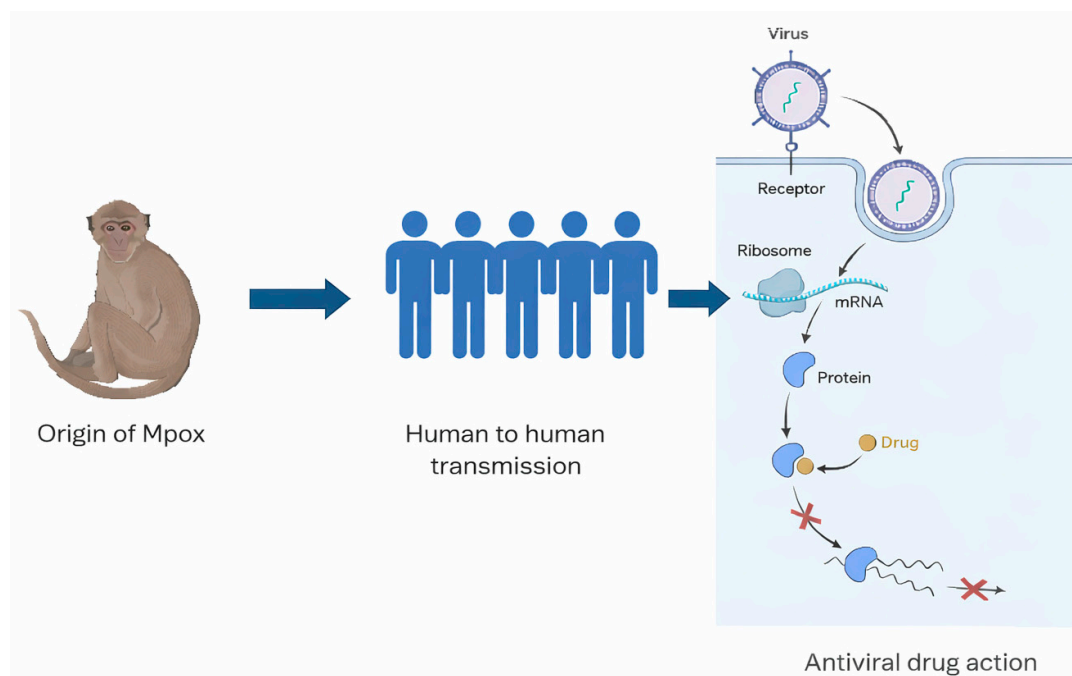 Virus
Receptor
Ribosome
mRNA
Protein
Drug
Origin of Mpox
Human to human
transmission
Antiviral drug action